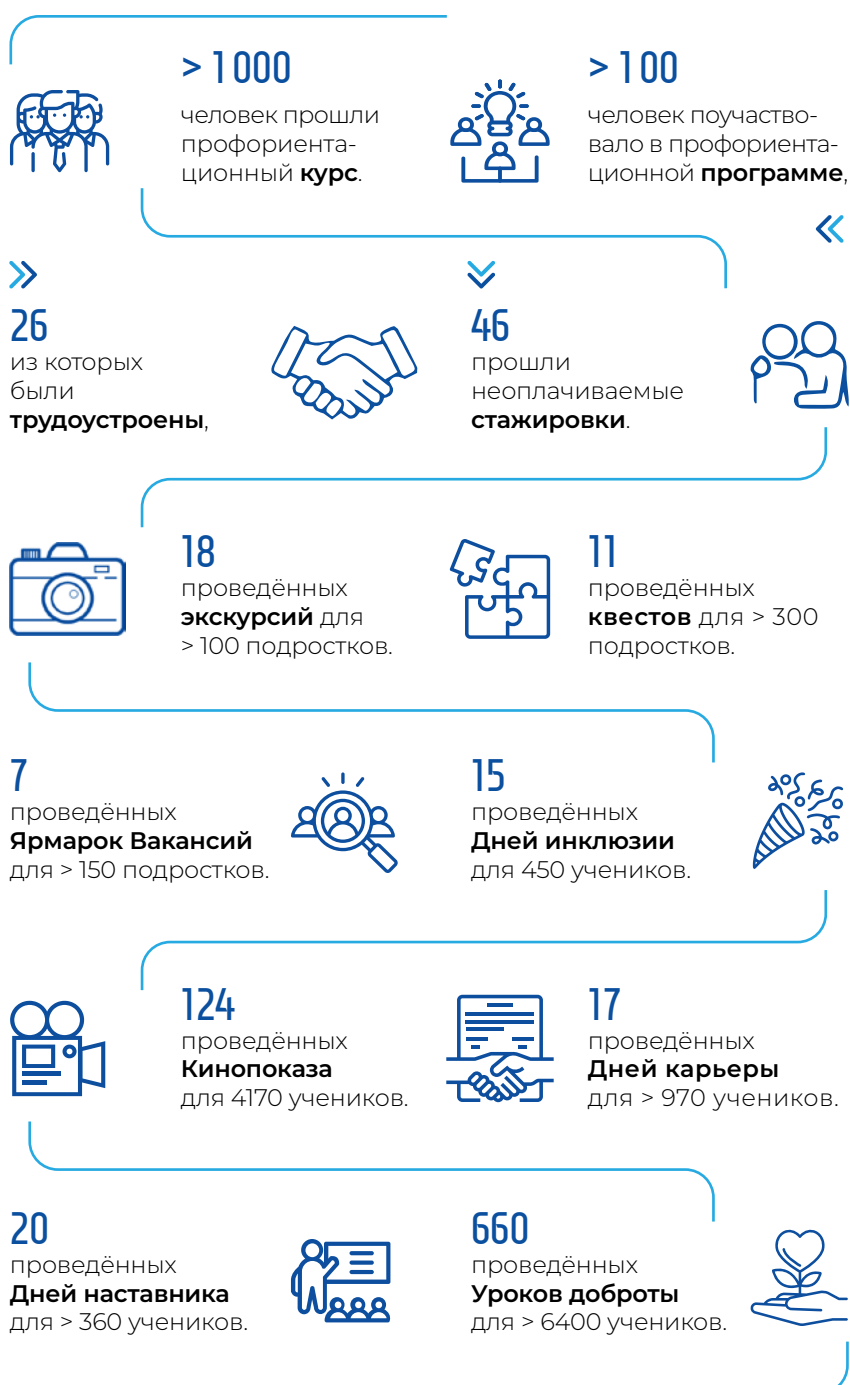 > 1 000
человек прошли
профориента-
ционный курс.
> 100
человек поучаство-
вало в профориента-
ционной программе,
26
из которых
были
трудоустроены,
46
прошли
неоплачиваемые
стажировки.
18
проведённых
экскурсий для
> 100 подростков.
11
проведённых
квестов для > 300
подростков.
7
проведённых
Ярмарок Вакансий
для > 150 подростков.
15
проведённых
Дней инклюзии
для 450 учеников.
124
проведённых
Кинопоказа
для 4170 учеников.
17
проведённых
Дней карьеры
для > 970 учеников.
20
проведённых
Дней наставника
для > 360 учеников.
660
проведённых
Уроков доброты
для > 6400 учеников.